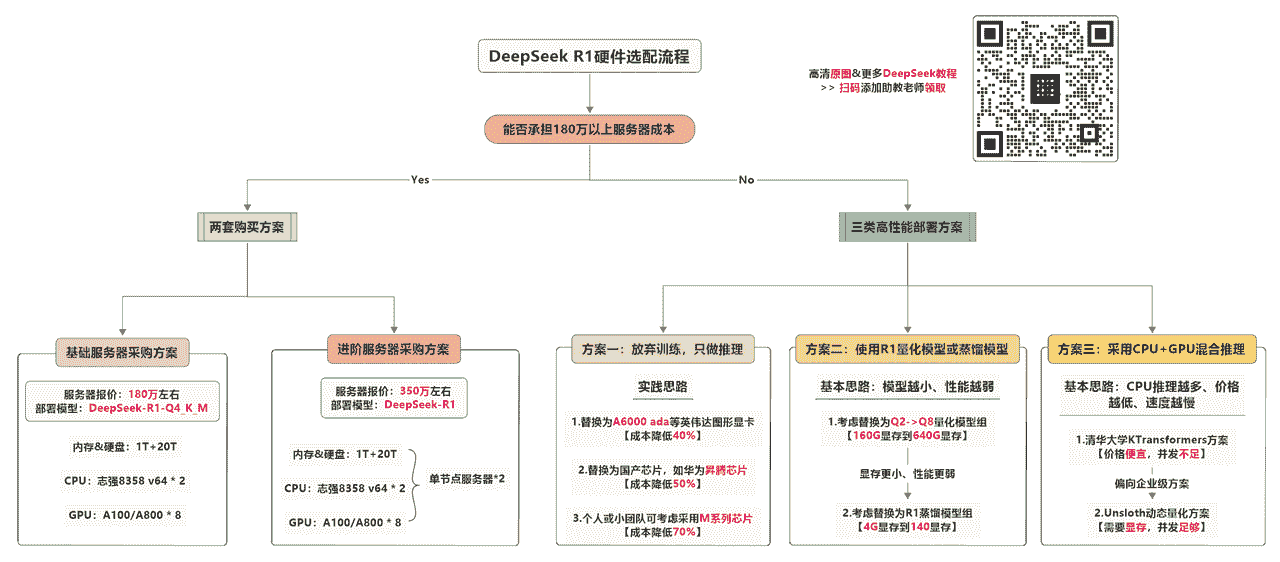 DeepSeek R1硬件选配流程
高清原图&更多DeepSeek教程
>> 扫码添加助教老师领取
能否承担180万以上服务器成本
Yes
No
两套购买方案
三类高性能部署方案
基础服务器采购方案
服务器报价：180万左右
部署模型：DeepSeek-R1-Q4_K_M
内存&硬盘：1T+20T
CPU：志强8358 v64 * 2
GPU：A100/A800 * 8
进阶服务器采购方案
服务器报价：350万左右
部署模型：DeepSeek-R1
内存&硬盘：1T+20T
CPU：志强8358 v64 * 2
GPU：A100/A800 * 8
单节点服务器*2
方案一：放弃训练，只做推理
实践思路
1.替换为A6000 ada等英伟达图形显卡
【成本降低40%】
2.替换为国产芯片，如华为昇腾芯片
【成本降低50%】
3.个人或小团队可考虑采用M系列芯片
【成本降低70%】
方案二：使用R1量化模型或蒸馏模型
基本思路：模型越小、性能越弱
1.考虑替换为Q2->Q8量化模型组
【160G显存到640G显存】
显存更小、性能更弱
2.考虑替换为R1蒸馏模型组
【4G显存到140显存】
方案三：采用CPU+GPU混合推理
基本思路：CPU推理越多、价格
越低、速度越慢
1.清华大学KTransformers方案
【价格便宜，并发不足】
偏向企业级方案
2.Unsloth动态量化方案
【需要显存，并发足够】